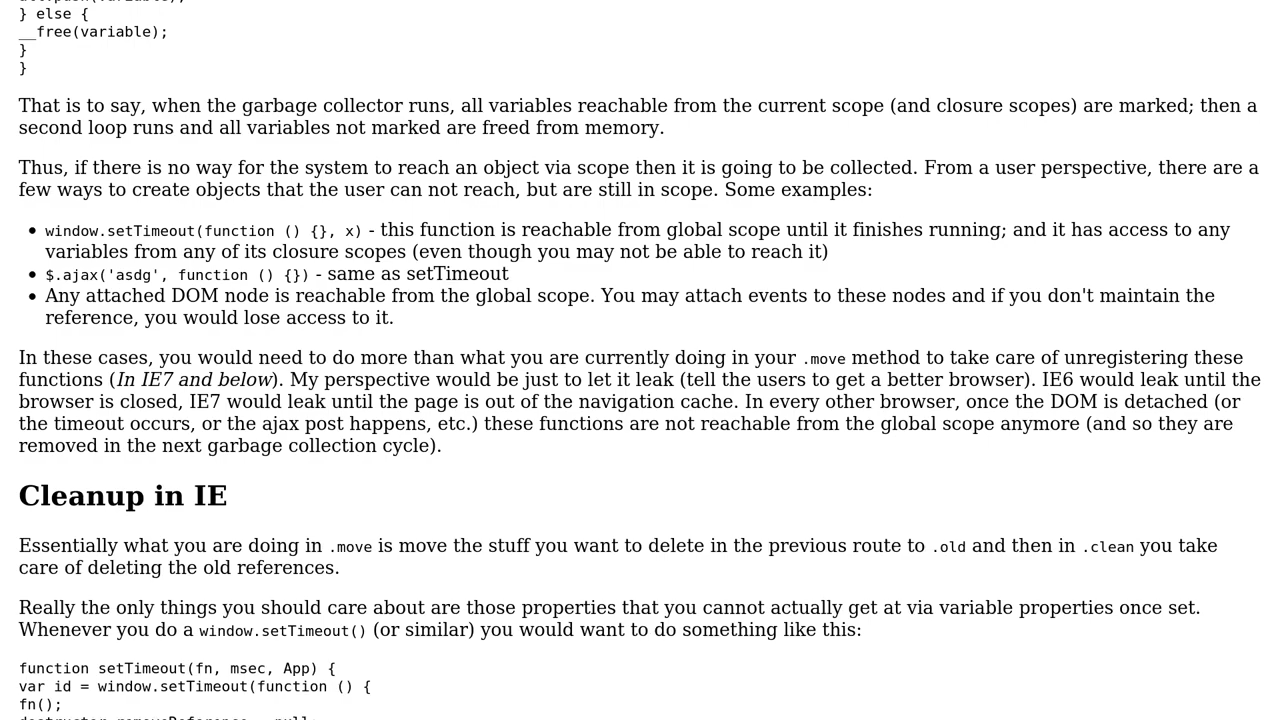 } else {
__free(variable);
}
}
That is to say, when the garbage collector runs, all variables reachable from the current scope (and closure scopes) are marked; then a
second loop runs and all variables not marked are freed from memory.
Thus, if there is no way for the system to reach an object via scope then it is going to be collected. From a user perspective, there are a
few ways to create objects that the user can not reach, but are still in scope. Some examples:
• window.setTimeout(function () {}, x) - this function is reachable from global scope until it finishes running; and it has access to any
variables from any of its closure scopes (even though you may not be able to reach it)
• $.ajax('asdg', function () {}) - same as setTimeout
• Any attached DOM node is reachable from the global scope. You may attach events to these nodes and if you don't maintain the
reference, you would lose access to it.
In these cases, you would need to do more than what you are currently doing in your .move method to take care of unregistering these
functions (In IE7 and below). My perspective would be just to let it leak (tell the users to get a better browser). IE6 would leak until the
browser is closed, IE7 would leak until the page is out of the navigation cache. In every other browser, once the DOM is detached (or
the timeout occurs, or the ajax post happens, etc.) these functions are not reachable from the global scope anymore (and so they are
removed in the next garbage collection cycle).
Cleanup in IE
Essentially what you are doing in .move is move the stuff you want to delete in the previous route to .old and then in .clean you take
care of deleting the old references.
Really the only things you should care about are those properties that you cannot actually get at via variable properties once set.
Whenever you do a window.setTimeout() (or similar) you would want to do something like this:
function setTimeout(fn, msec, App) {
var id = window.setTimeout(function () {
fn();